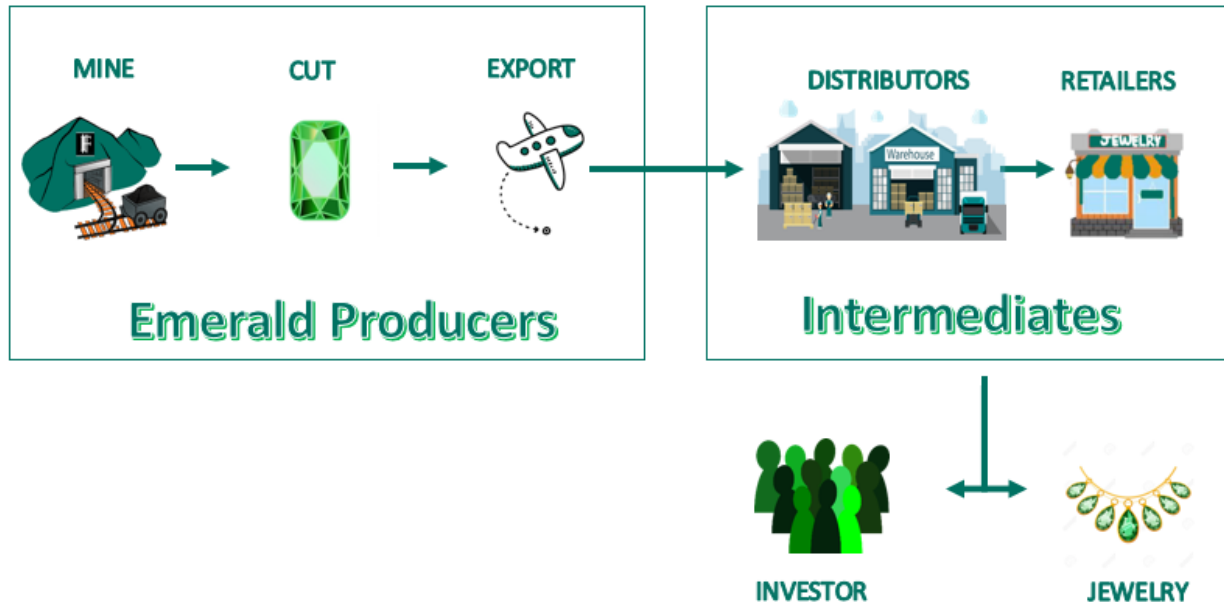 MINE
CUT
EXPORT
F
Emerald Producers
DISTRIBUTORS
RETAILERS
Warehouse
JEWELRY
Intermediates
INVESTOR
JEWELRY